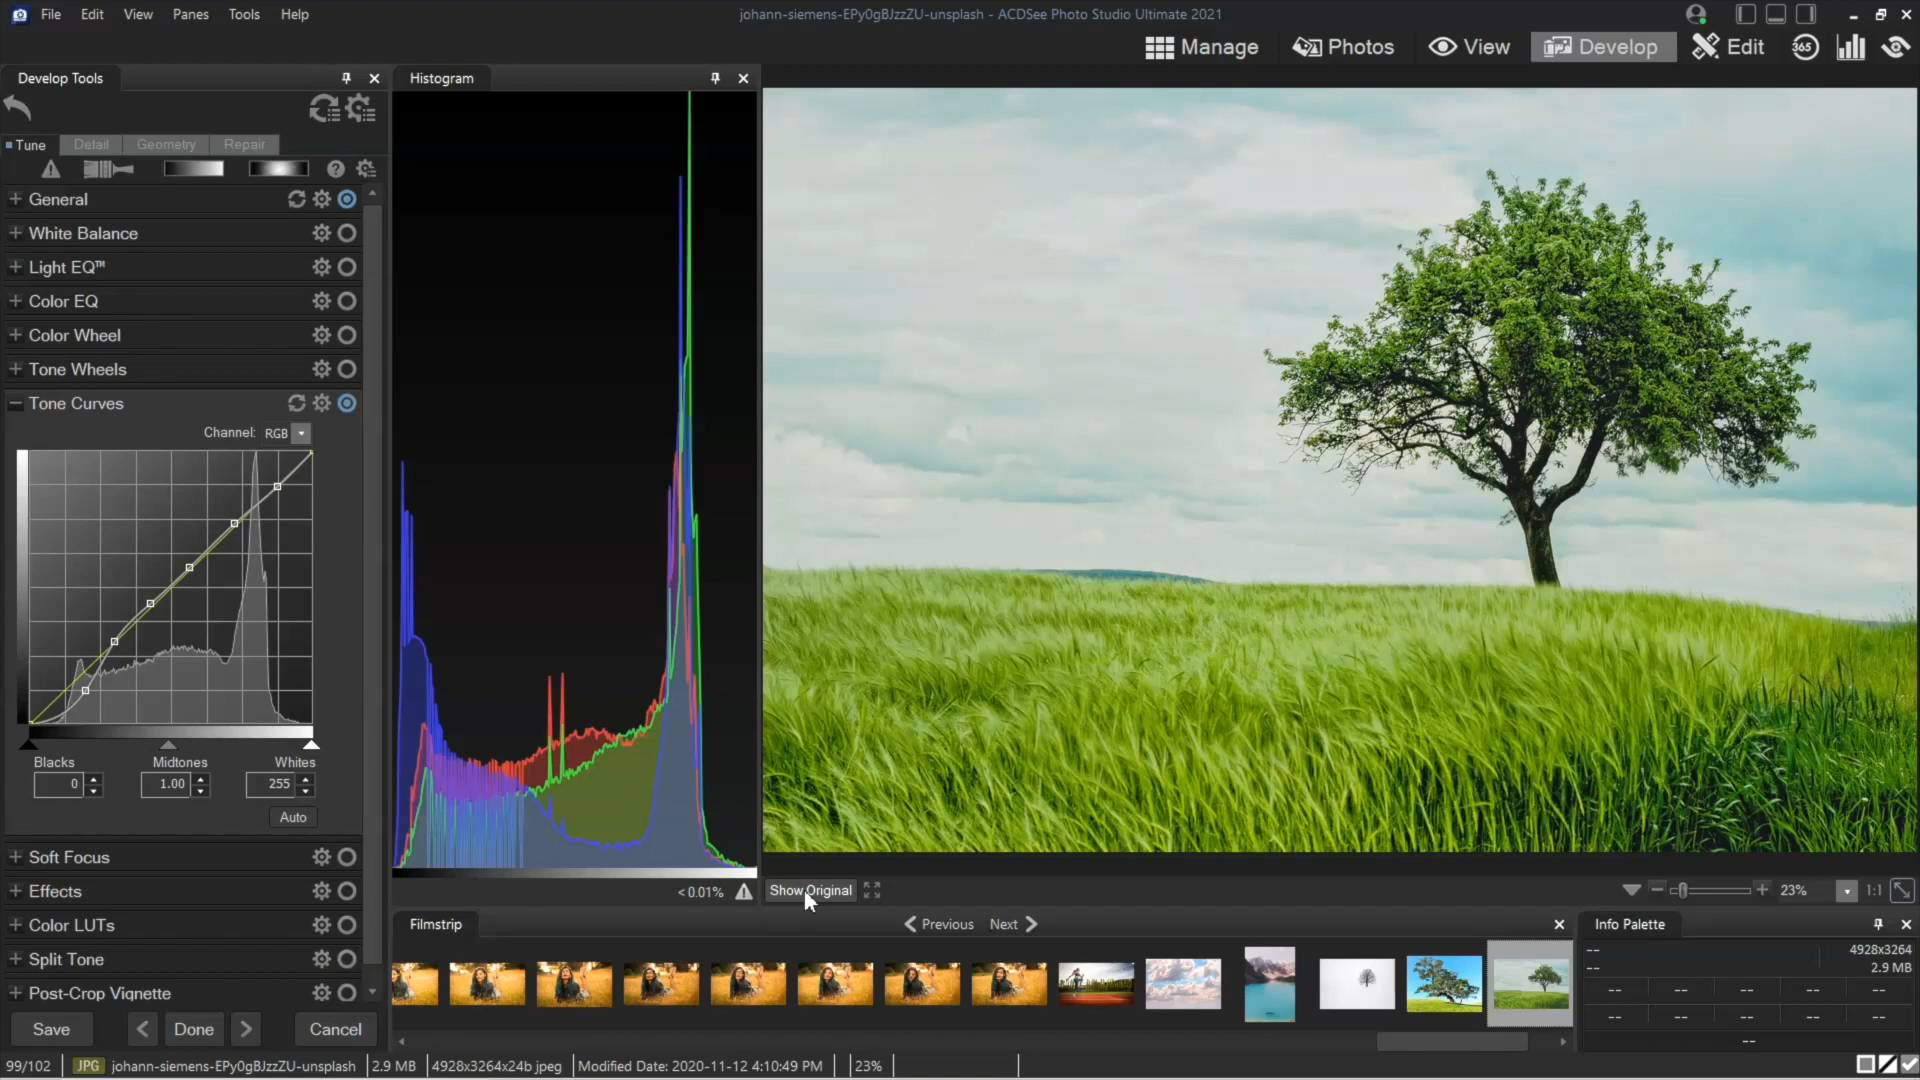 File Edit View Panes Tools Help
johann-siemens-EPy0gBJzzZU-unsplash - ACDSee Photo Studio Ultimate 2021
Manage Photos View Develop Edit 365
Develop Tools
Histogram
Tune Detail Geometry Repair
General
White Balance
Light EQ™
Color EQ
Color Wheel
Tone Wheels
Tone Curves
Channel: RGB
Blacks Midtones Whites
0 1.00 255
Auto
Soft Focus
Effects
Color LUTs
Split Tone
Post-Crop Vignette
Save Done Cancel
< 0.01%
Show Original
23% 1:1
Filmstrip
Previous Next
Info Palette
-- 4928x3264
-- 2.9 MB
-- -- -- -- --
-- -- -- -- --
--
99/102 JPG johann-siemens-EPy0gBJzzZU-unsplash 2.9 MB 4928x3264x24b jpeg Modified Date: 2020-11-12 4:10:49 PM 23%